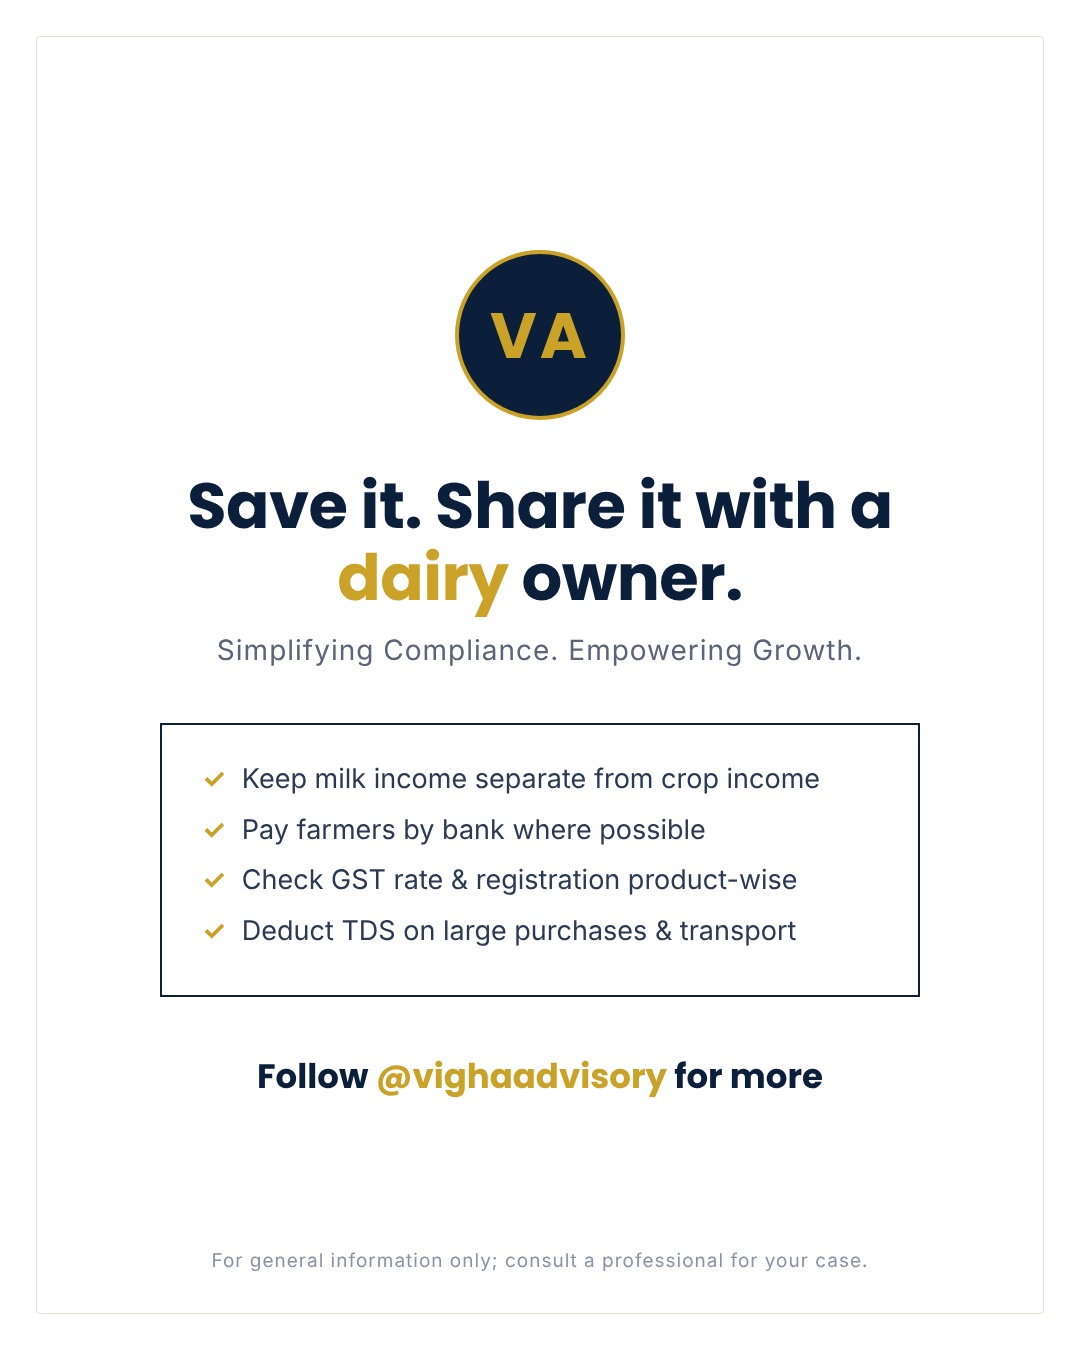 VA
Save it. Share it with a
dairy owner.
Simplifying Compliance. Empowering Growth.
✓ Keep milk income separate from crop income
✓ Pay farmers by bank where possible
✓ Check GST rate & registration product-wise
✓ Deduct TDS on large purchases & transport
Follow @vighaadvisory for more
For general information only; consult a professional for your case.